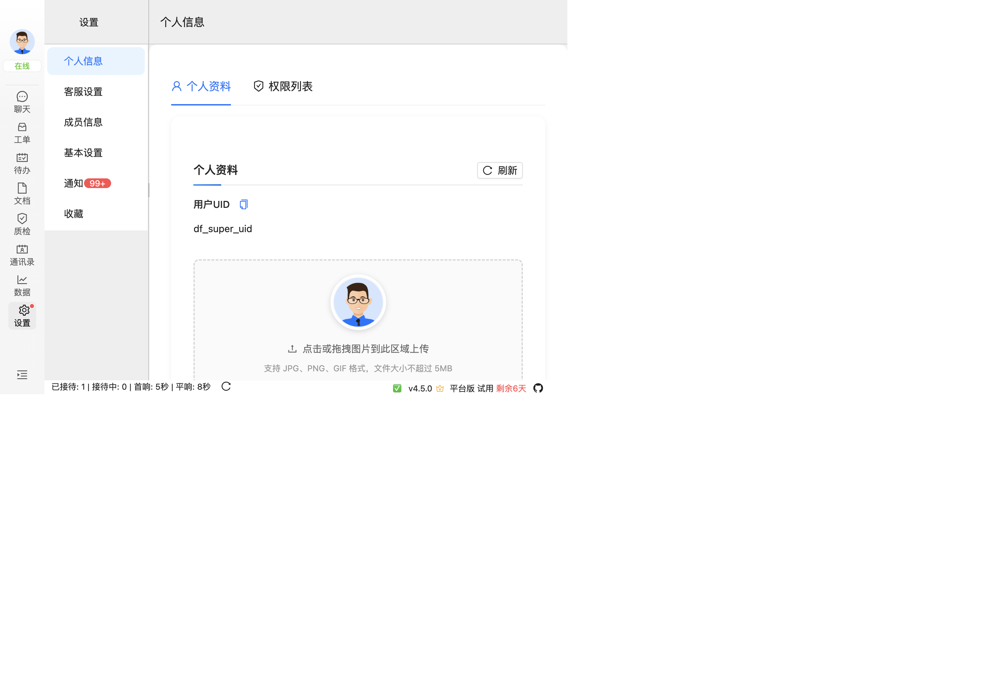 在线
聊天
工单
待办
文档
质检
通讯录
数据
设置
设置
个人信息
客服设置
成员信息
基本设置
通知 99+
收藏
个人信息
个人资料
权限列表
个人资料
刷新
用户UID
df_super_uid
点击或拖拽图片到此区域上传
支持 JPG、PNG、GIF 格式，文件大小不超过 5MB
已接待: 1 | 接待中: 0 | 首响: 5秒 | 平响: 8秒
v4.5.0 平台版 试用 剩余6天